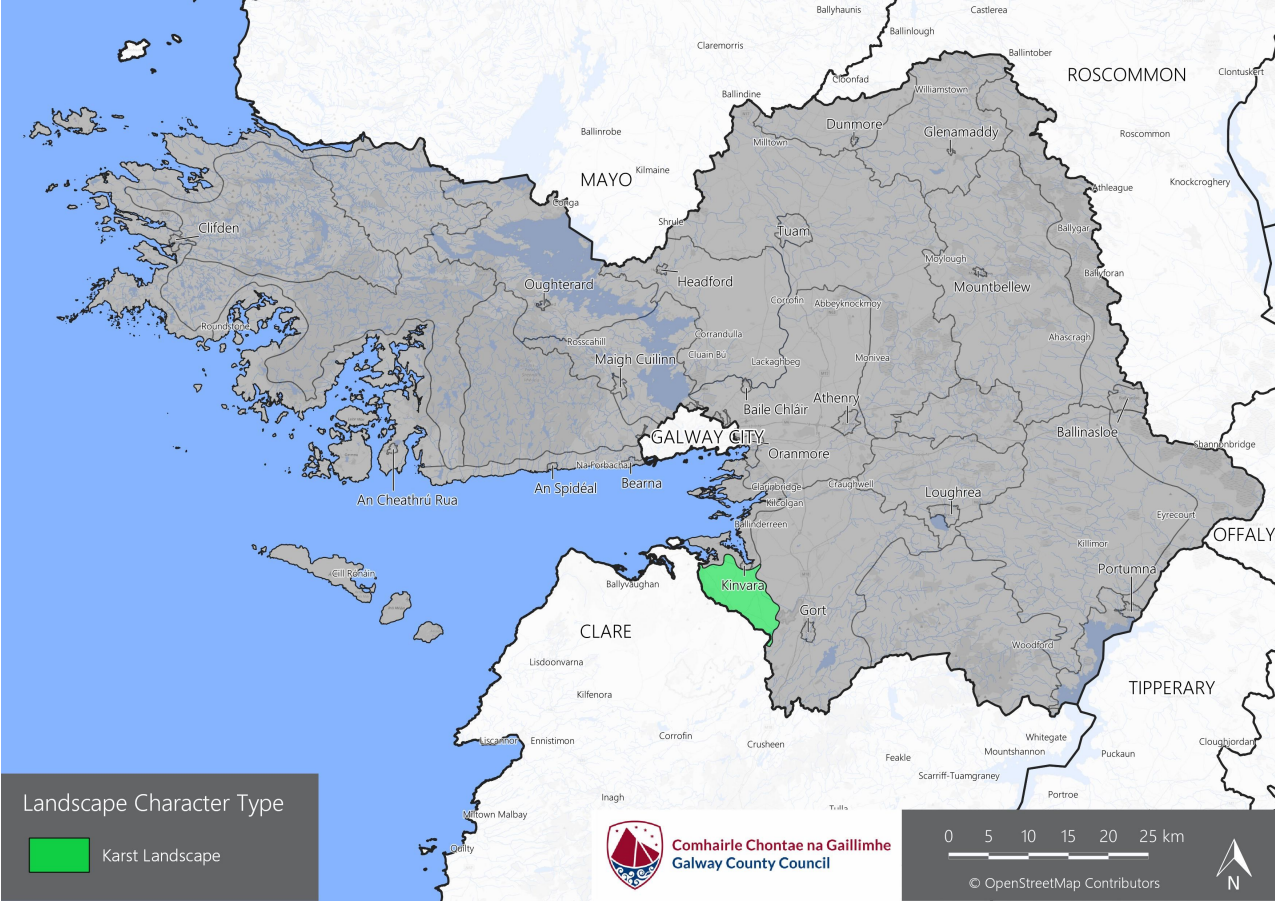 Ballyhaunis
Castlerea
Ballinlough
Claremorris
Ballintober
ROSCOMMON
Clontuskert
Cloonfad
Williamstown
Ballindine
Dunmore
Glenamaddy
Ballinrobe
Milltown
Roscommon
Kilmaine
MAYO
Knockcroghery
Athleague
Conga
Shrule
Clifden
Tuam
Ballygar
Moylough
Ballyforan
Headford
Oughterard
Mountbellew
Corrofin
Abbeyknockmoy
Roundstone
Corrandulla
Ahascragh
Rosscahill
Cluain Bú
Maigh Cuilinn
Lackaghbeg
Monivea
Athenry
Baile Chláir
GALWAY CITY
Ballinasloe
Shannonbridge
Oranmore
Na Forbacha
Bearna
An Spidéal
Clarinbridge
Craughwell
Loughrea
An Cheathrú Rua
Kilcolgan
Eyrecourt
Ballinderreen
OFFALY
Killimor
Cill Rónáin
Portumna
Ballyvaughan
Kinvara
Gort
CLARE
Woodford
Lisdoonvarna
TIPPERARY
Kilfenora
Liscannor
Ennistimon
Corrofin
Crusheen
Whitegate
Mountshannon
Puckaun
Cloughjordan
Feakle
Scarriff-Tuamgraney
Portroe
Inagh
Tulla
Miltown Malbay
Quilty
Landscape Character Type
Karst Landscape
Comhairle Chontae na Gaillimhe
Galway County Council
0 5 10 15 20 25 km
© OpenStreetMap Contributors
N